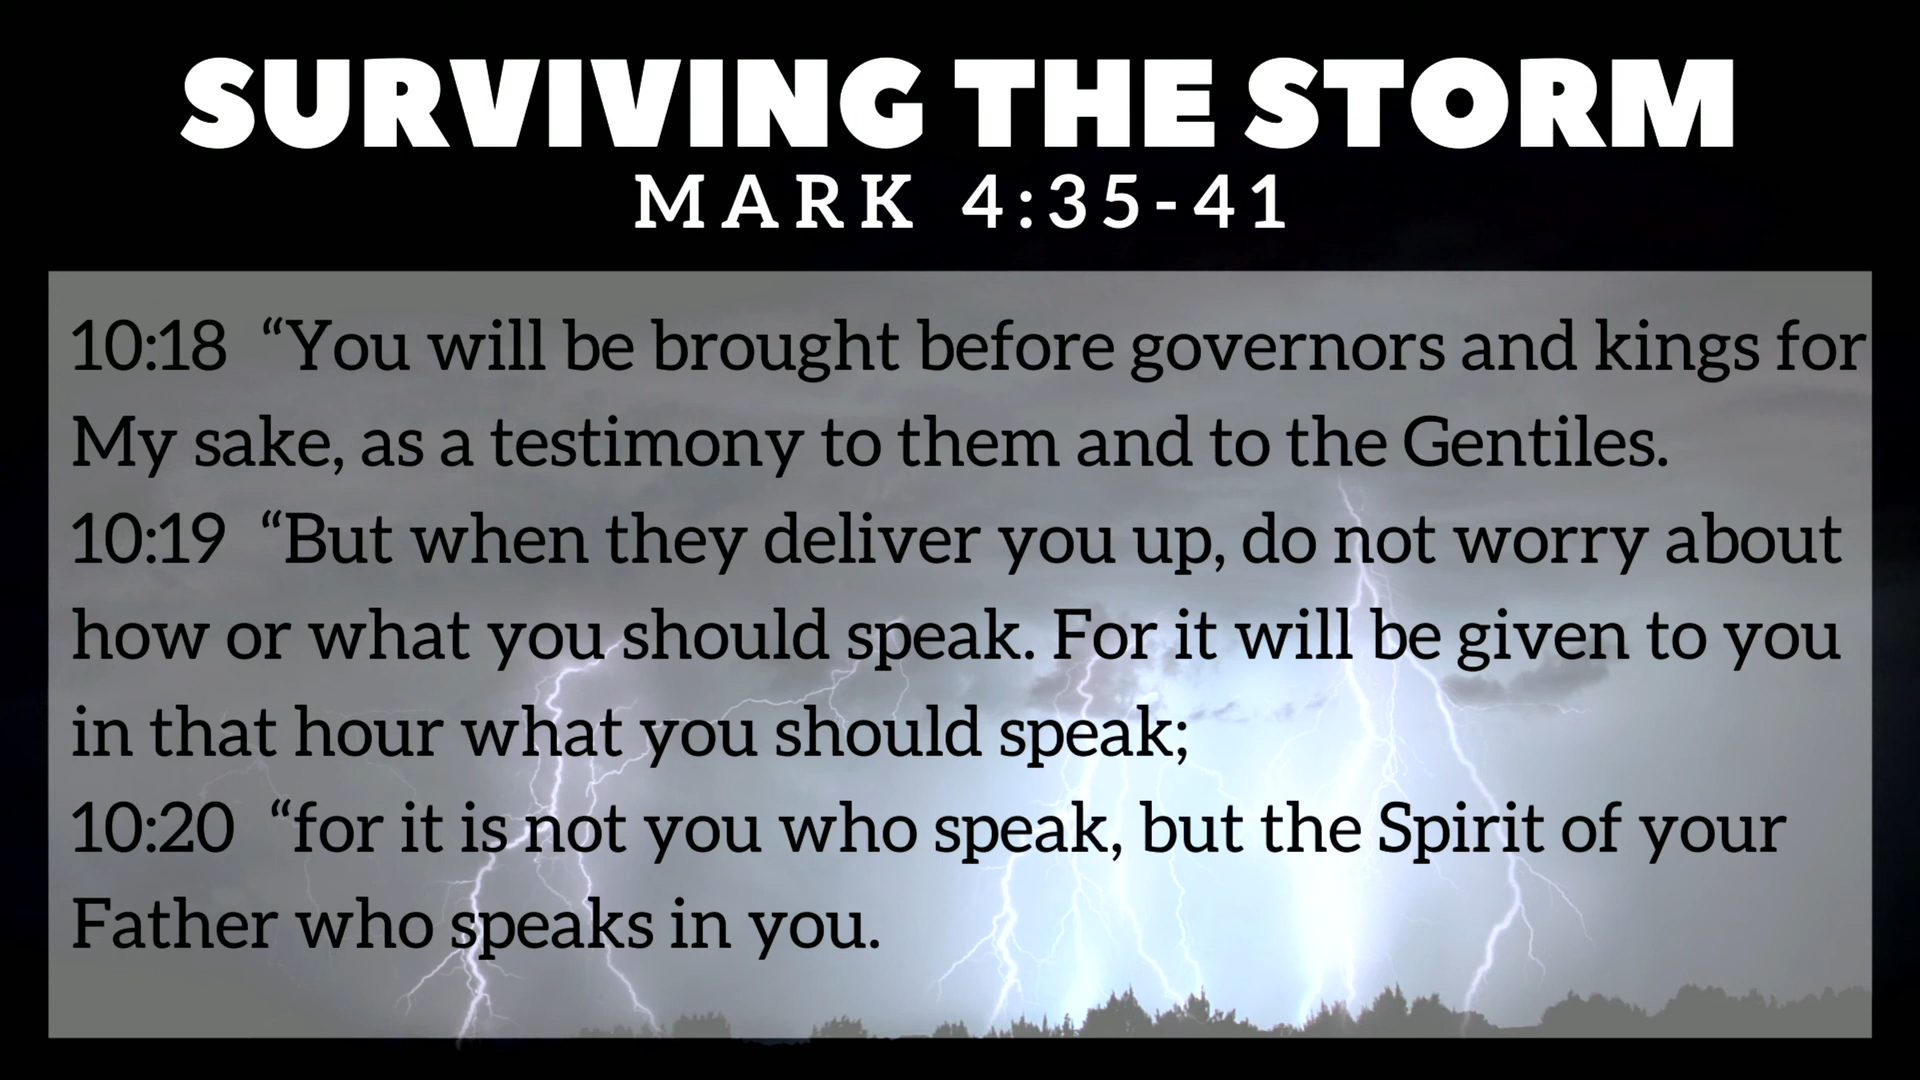 SURVIVING THE STORM
MARK 4:35-41
10:18 “You will be brought before governors and kings for
My sake, as a testimony to them and to the Gentiles.
10:19 “But when they deliver you up, do not worry about
how or what you should speak. For it will be given to you
in that hour what you should speak;
10:20 “for it is not you who speak, but the Spirit of your
Father who speaks in you.